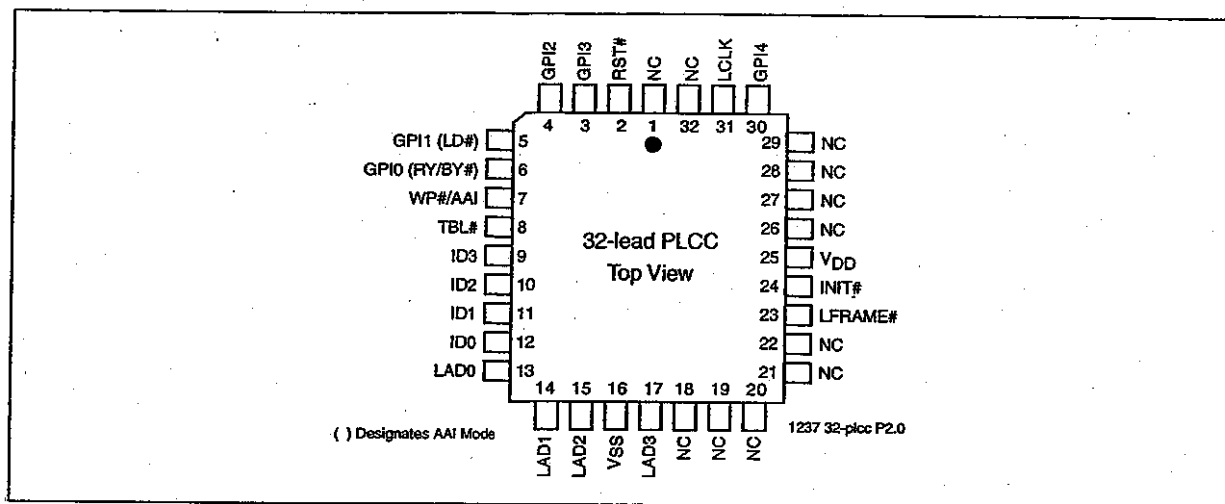 GPI2
GPI3
RST#
NC
NC
LCLK
GPI4
4 3 2 1 32 31 30
GPI1 (LD#) 5
GPI0 (RY/BY#) 6
WP#/AAI 7
TBL# 8
ID3 9
ID2 10
ID1 11
ID0 12
LAD0 13
32-lead PLCC
Top View
29 NC
28 NC
27 NC
26 NC
25 VDD
24 INIT#
23 LFRAME#
22 NC
21 NC
14 15 16 17 18 19 20
LAD1
LAD2
VSS
LAD3
NC
NC
NC
( ) Designates AAI Mode
1237 32-plcc P2.0